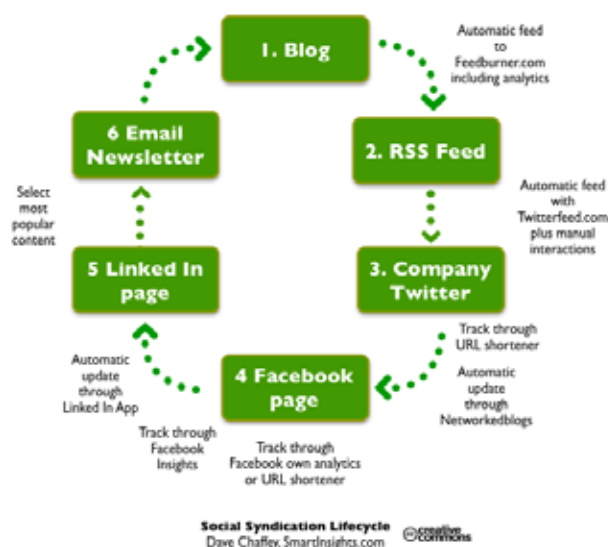 1. Blog
Automatic feed
to
Feedburner.com
including analytics
2. RSS Feed
Automatic feed
with
Twitterfeed.com
plus manual
interactions
3. Company
Twitter
Track through
URL shortener
Automatic
update
through
Networkedblogs
4 Facebook
page
Track through
Facebook own analytics
or URL shortener
Track through
Facebook
Insights
Automatic
update
through
Linked In App
5 Linked In
page
Select
most
popular
content
6 Email
Newsletter
Social Syndication Lifecycle
Dave Chaffey, SmartInsights.com
cc creative
commons